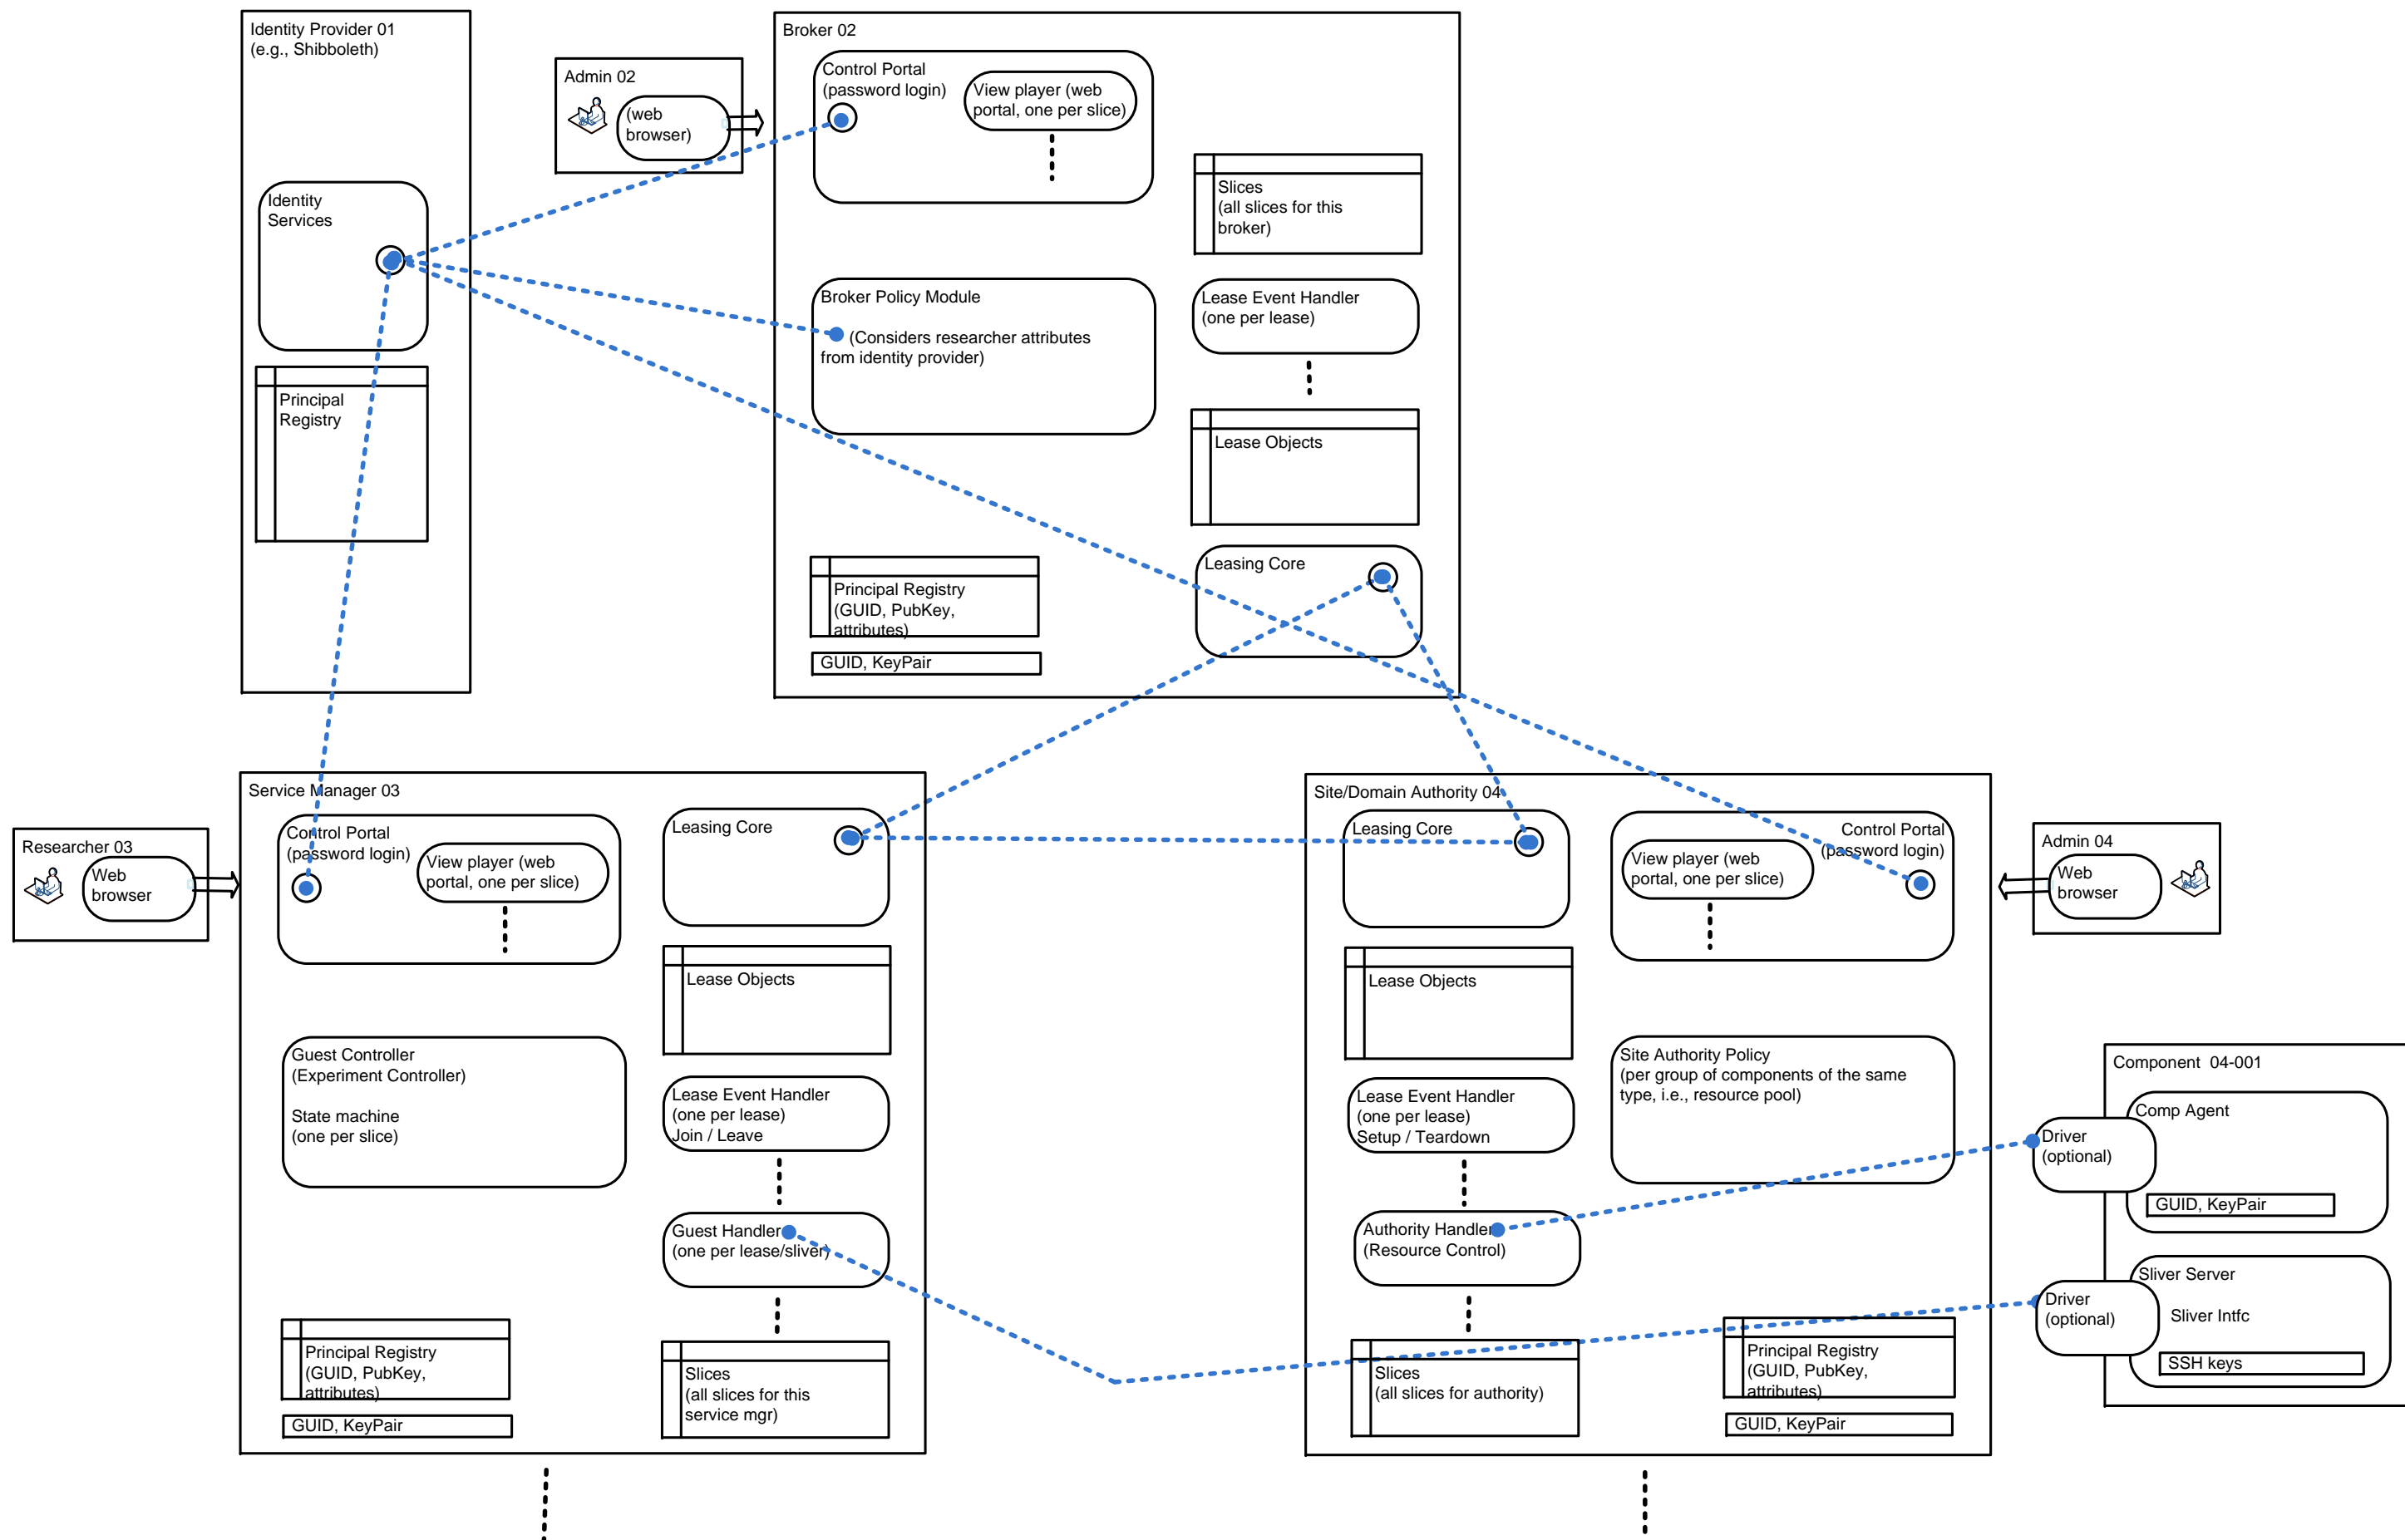 Identity Provider 01
(e.g., Shibboleth)
Identity
Services
Principal
Registry
Admin 02
(web
browser)
Broker 02
Control Portal
(password login)
View player (web
portal, one per slice)
Slices
(all slices for this
broker)
Broker Policy Module
(Considers researcher attributes
from identity provider)
Lease Event Handler
(one per lease)
Lease Objects
Principal Registry
(GUID, PubKey,
attributes)
GUID, KeyPair
Leasing Core
Researcher 03
Web
browser
Service Manager 03
Control Portal
(password login)
View player (web
portal, one per slice)
Leasing Core
Lease Objects
Guest Controller
(Experiment Controller)
State machine
(one per slice)
Lease Event Handler
(one per lease)
Join / Leave
Guest Handler
(one per lease/sliver)
Principal Registry
(GUID, PubKey,
attributes)
GUID, KeyPair
Slices
(all slices for this
service mgr)
Site/Domain Authority 04
Leasing Core
Control Portal
(password login)
View player (web
portal, one per slice)
Lease Objects
Site Authority Policy
(per group of components of the same
type, i.e., resource pool)
Lease Event Handler
(one per lease)
Setup / Teardown
Authority Handler
(Resource Control)
Slices
(all slices for authority)
Principal Registry
(GUID, PubKey,
attributes)
GUID, KeyPair
Admin 04
Web
browser
Component  04-001
Comp Agent
Driver
(optional)
GUID, KeyPair
Sliver Server
Driver
(optional)
Sliver Intfc
SSH keys